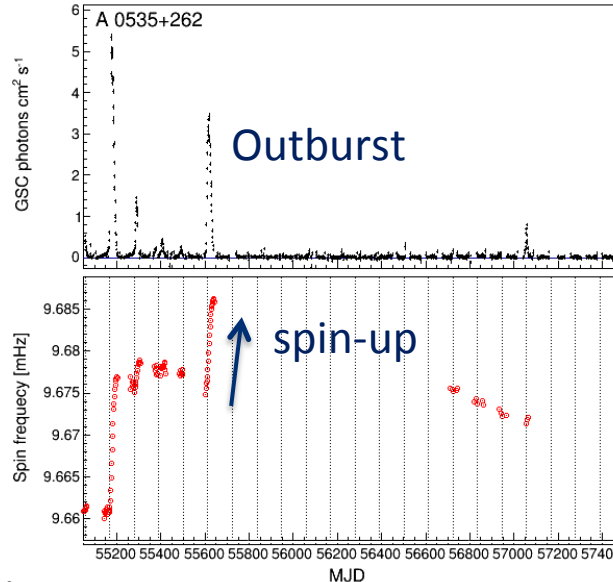 A 0535+262
GSC photons cm² s⁻¹
6
5
4
3
2
1
0
Outburst
Spin frequecy [mHz]
9.685
9.68
9.675
9.67
9.665
9.66
spin-up
55200 55400 55600 55800 56000 56200 56400 56600 56800 57000 57200 5740
MJD